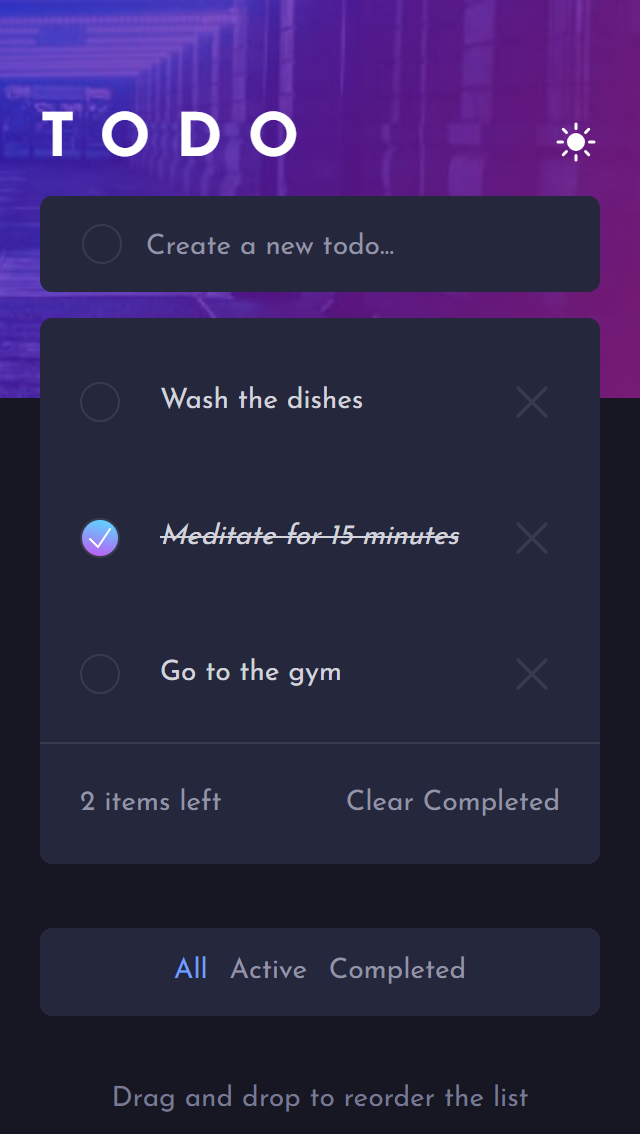 TODO
Create a new todo...
Wash the dishes
Meditate for 15 minutes
Go to the gym
2 items left Clear Completed
All Active Completed
Drag and drop to reorder the list